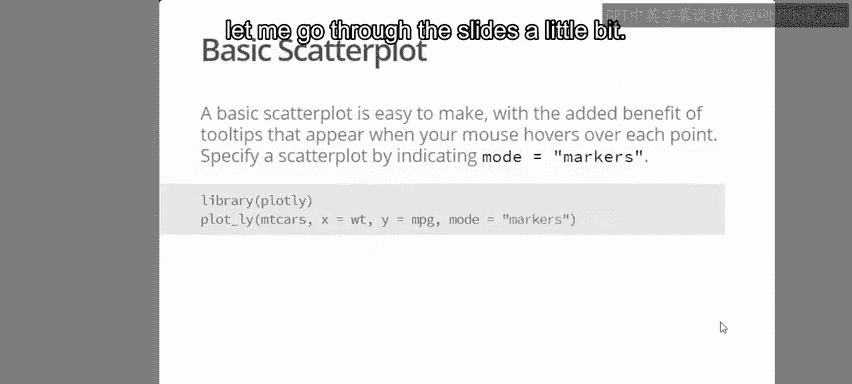 let me go through the slides a little bit.
Basic Scatterplot
A basic scatterplot is easy to make, with the added benefit of
tooltips that appear when your mouse hovers over each point.
Specify a scatterplot by indicating mode = "markers".
library(plotly)
plot_ly(mtcars, x = wt, y = mpg, mode = "markers")